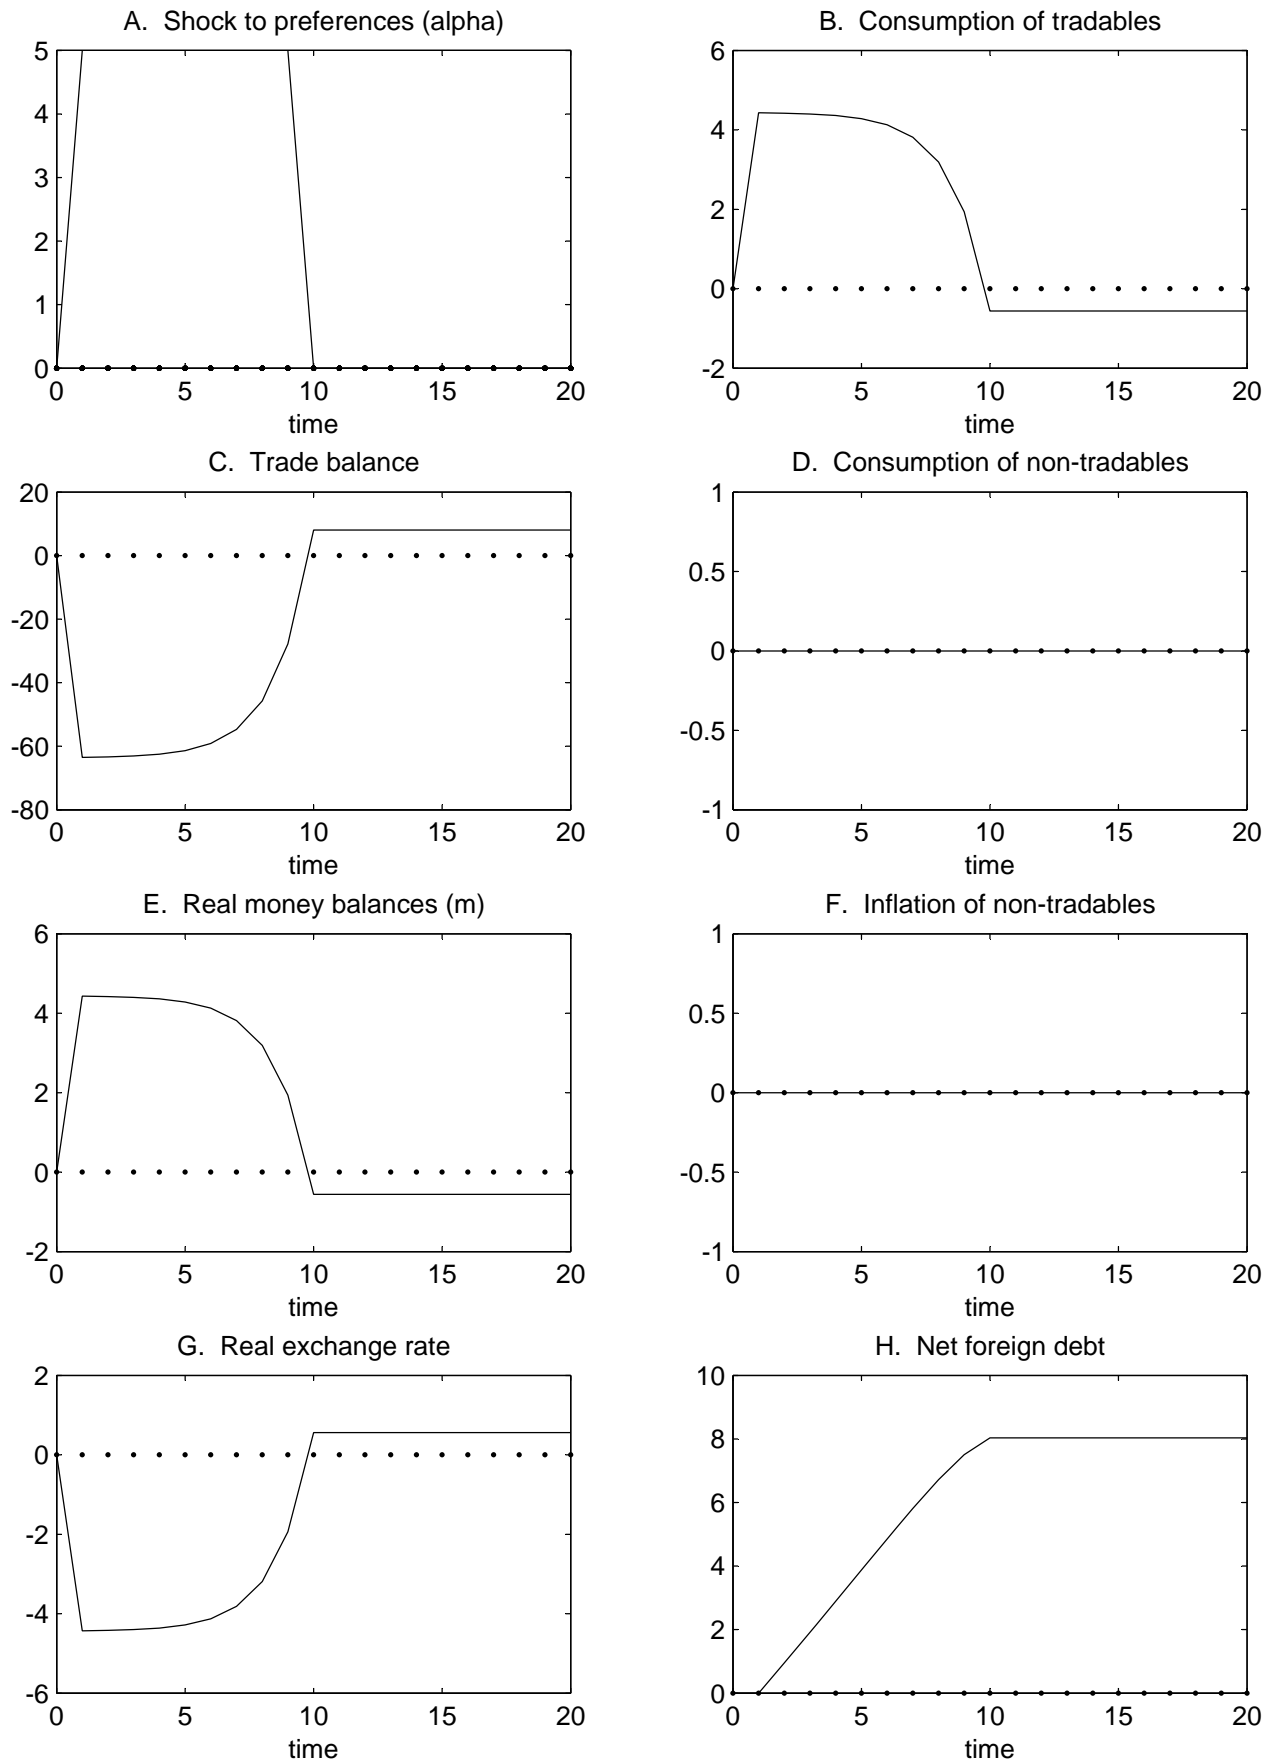 A.  Shock to preferences (alpha)
5
4
3
2
1
0
0 5 10 15 20
time
B.  Consumption of tradables
6
4
2
0
-2
0 5 10 15 20
time
C.  Trade balance
20
0
-20
-40
-60
-80
0 5 10 15 20
time
D.  Consumption of non-tradables
1
0.5
0
-0.5
-1
0 5 10 15 20
time
E.  Real money balances (m)
6
4
2
0
-2
0 5 10 15 20
time
F.  Inflation of non-tradables
1
0.5
0
-0.5
-1
0 5 10 15 20
time
G.  Real exchange rate
2
0
-2
-4
-6
0 5 10 15 20
time
H.  Net foreign debt
10
8
6
4
2
0
0 5 10 15 20
time